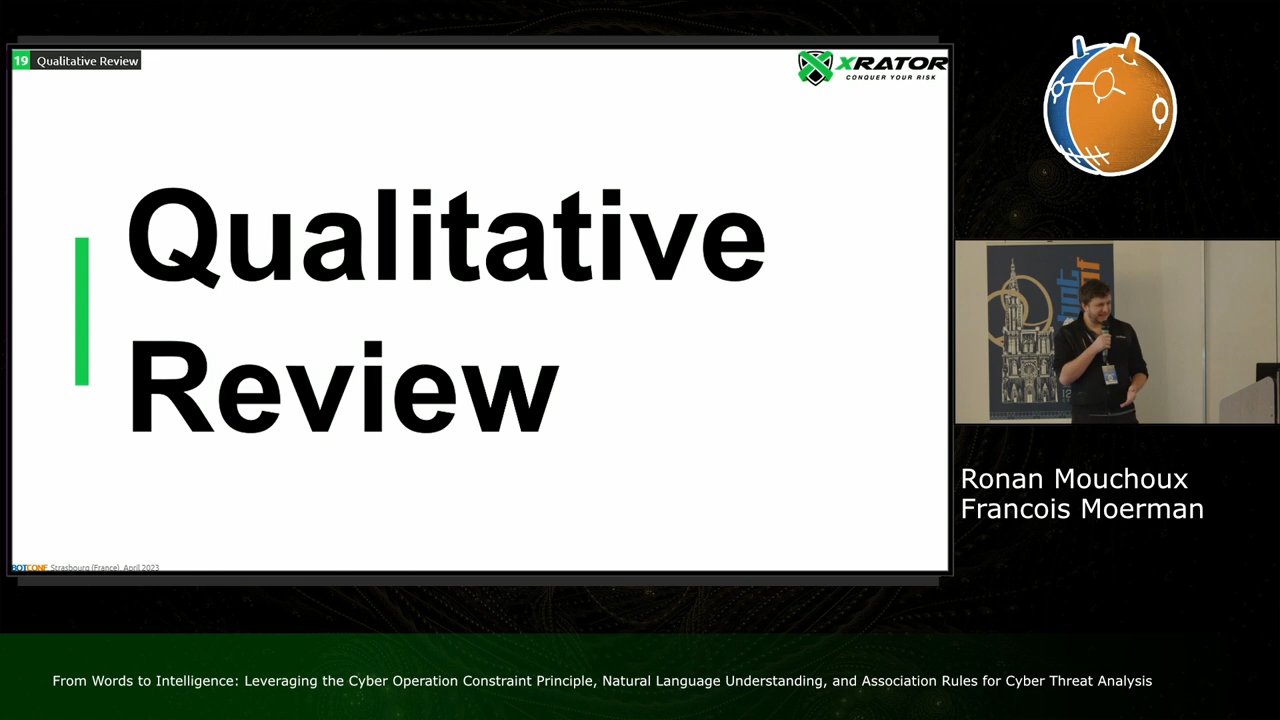 19 Qualitative Review
XRATOR
CONQUER YOUR RISK
Qualitative
Review
BOTCONF, Strasbourg (France), April 2023
Ronan Mouchoux
Francois Moerman
From Words to Intelligence: Leveraging the Cyber Operation Constraint Principle, Natural Language Understanding, and Association Rules for Cyber Threat Analysis